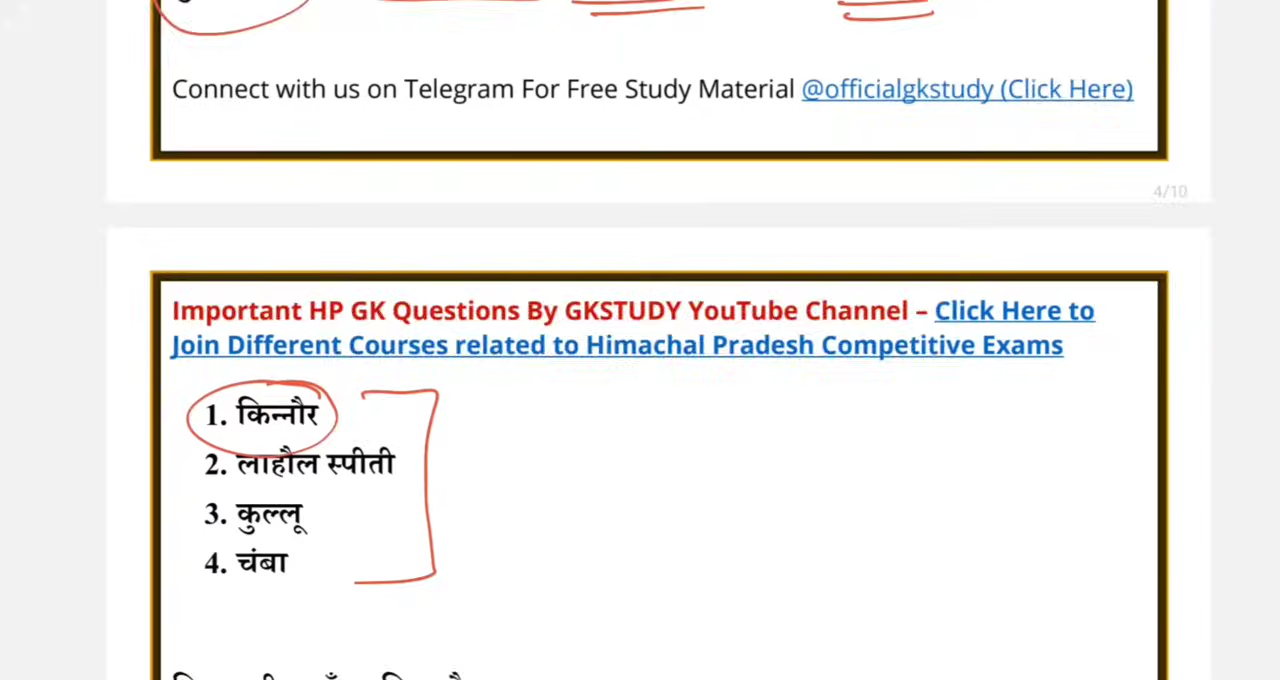 Connect with us on Telegram For Free Study Material @officialgkstudy (Click Here)
4/10
Important HP GK Questions By GKSTUDY YouTube Channel – Click Here to
Join Different Courses related to Himachal Pradesh Competitive Exams
1. किन्नौर
2. लाहौल स्पीती
3. कुल्लू
4. चंबा